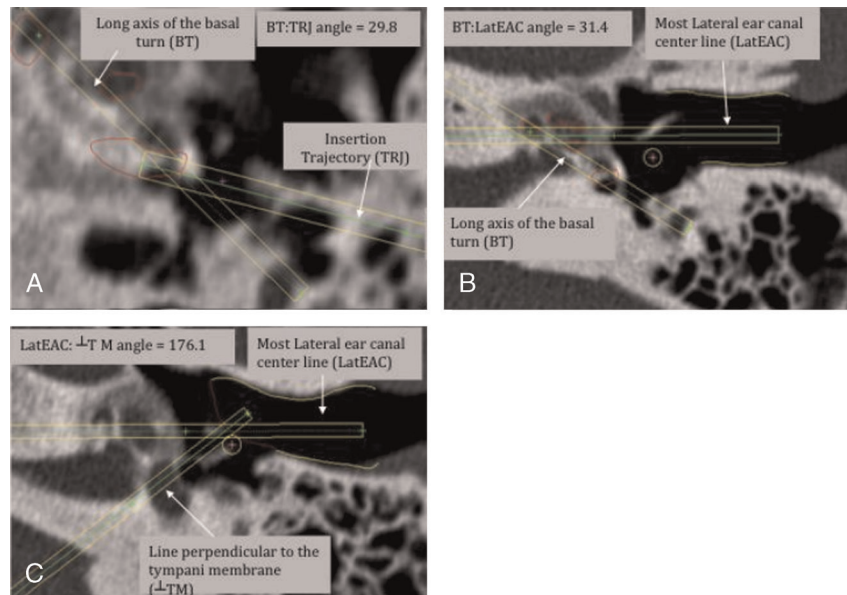 Long axis of the basal
turn (BT)
BT:TRJ angle = 29.8
Insertion
Trajectory (TRJ)
A
BT:LatEAC angle = 31.4
Most Lateral ear canal
center line (LatEAC)
Long axis of the basal
turn (BT)
B
LatEAC: ┴T M angle = 176.1
Most Lateral ear canal
center line (LatEAC)
Line perpendicular to the
tympani membrane
(┴TM)
C